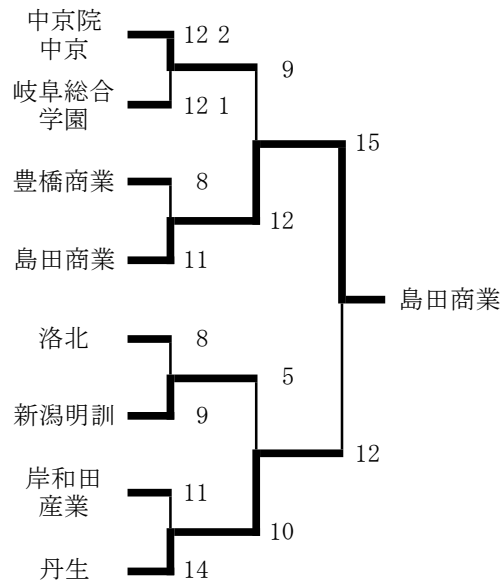 中京院
中京
12 2
9
岐阜総合
学園
12 1
15
豊橋商業
8
12
島田商業
11
島田商業
洛北
8
5
新潟明訓
9
12
岸和田
産業
11
10
丹生
14